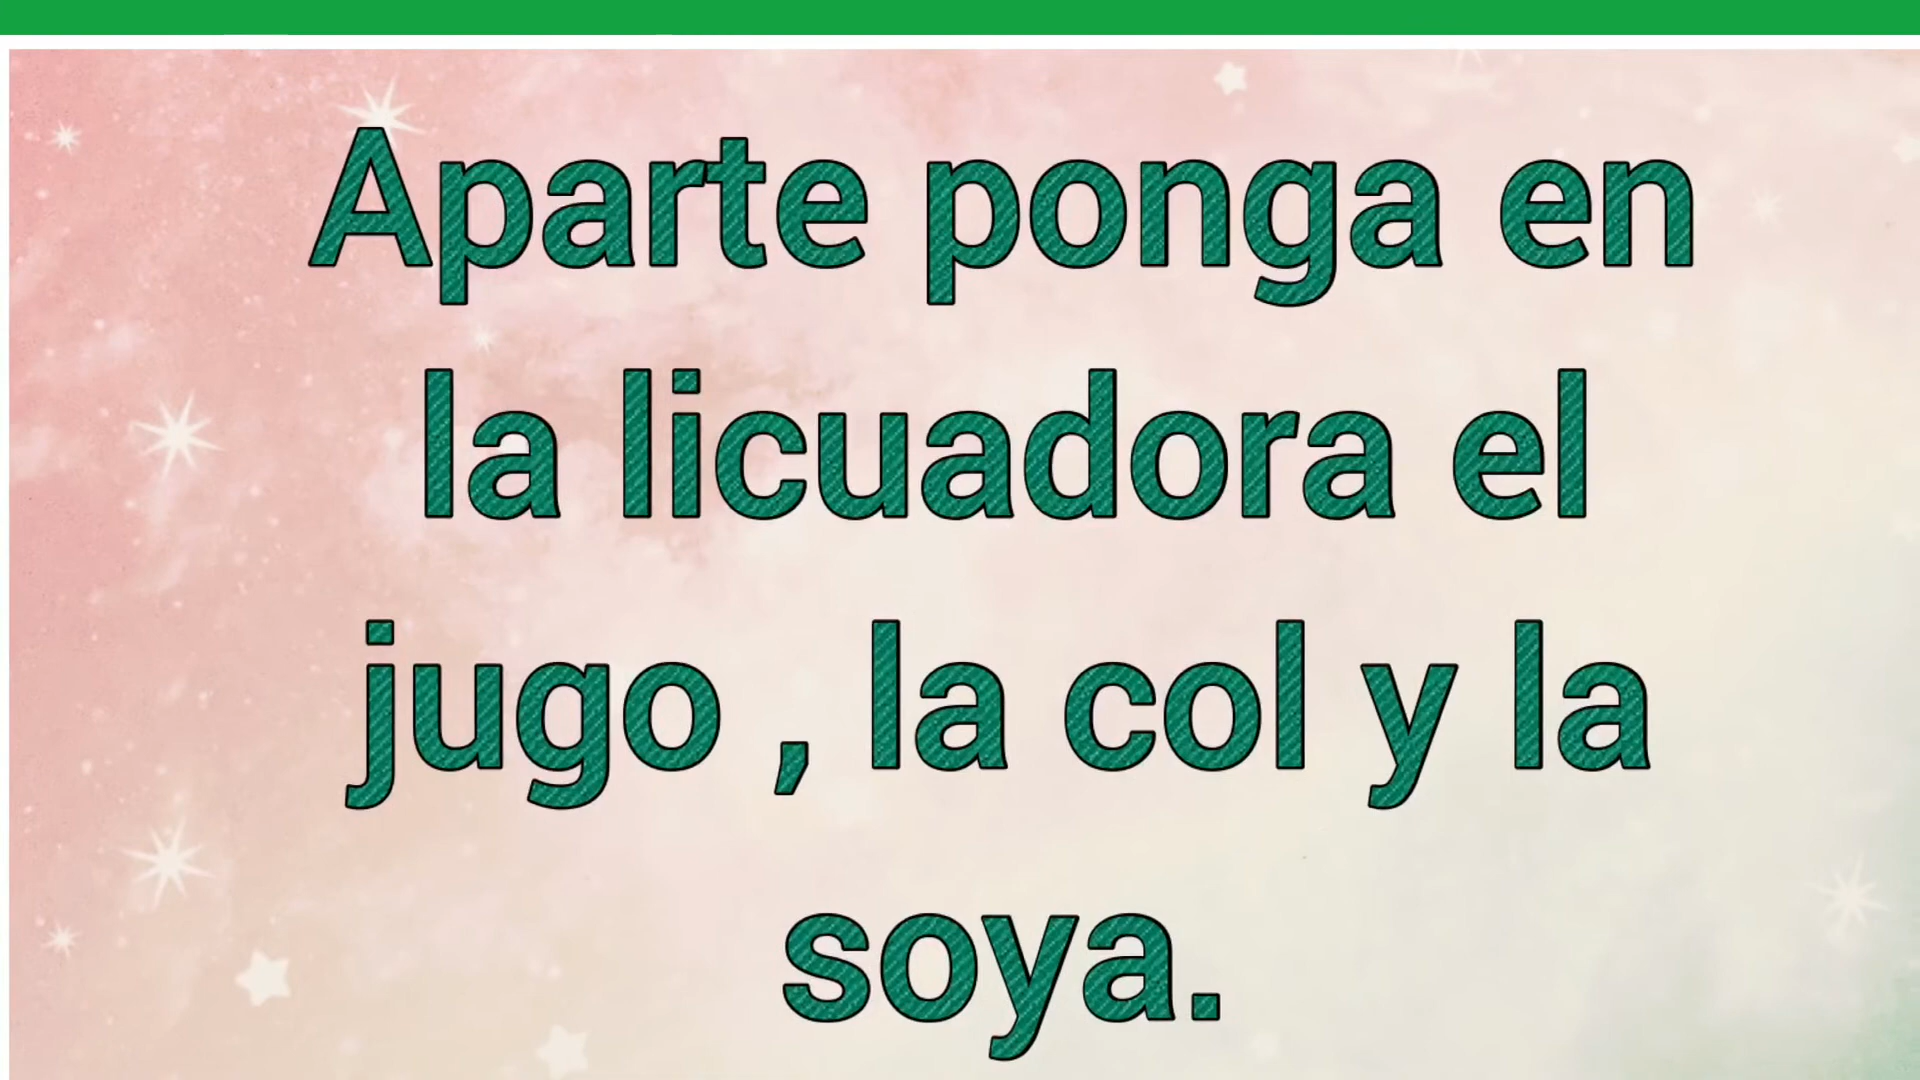 Aparte ponga en
la licuadora el
jugo , la col y la
soya.